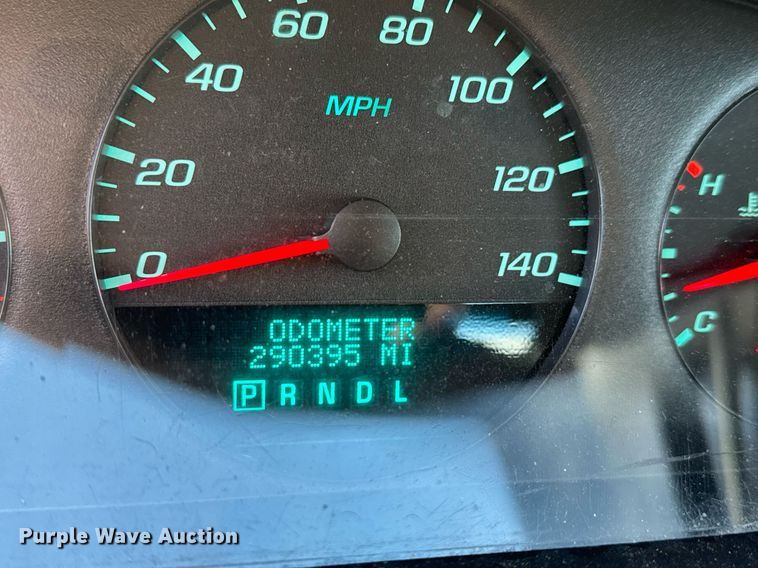 60 80
40 100
MPH
20 120
0 140
H
C
ODOMETER
290395 MI
P R N D L
Purple Wave Auction